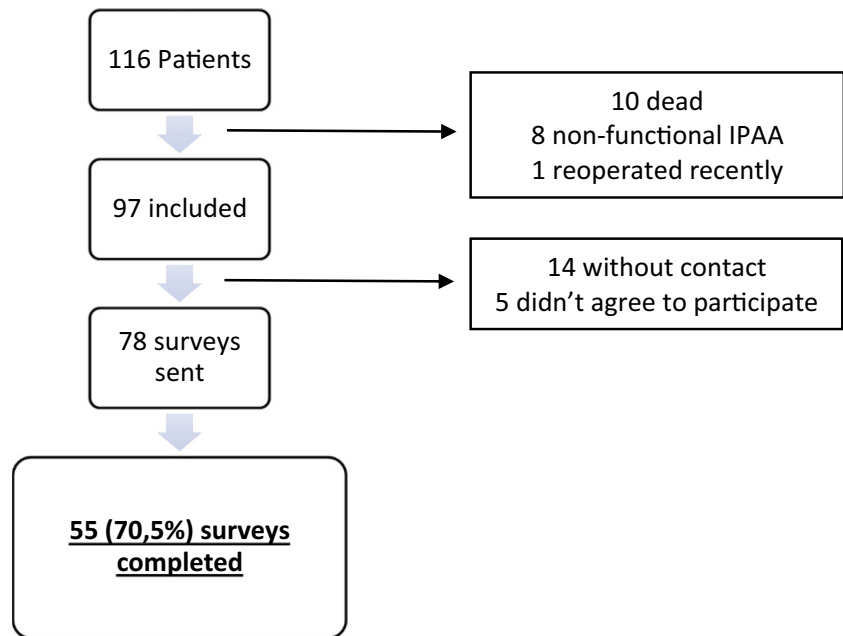 116 Patients
10 dead
8 non-functional IPAA
1 reoperated recently
97 included
14 without contact
5 didn’t agree to participate
78 surveys
sent
55 (70,5%) surveys
completed